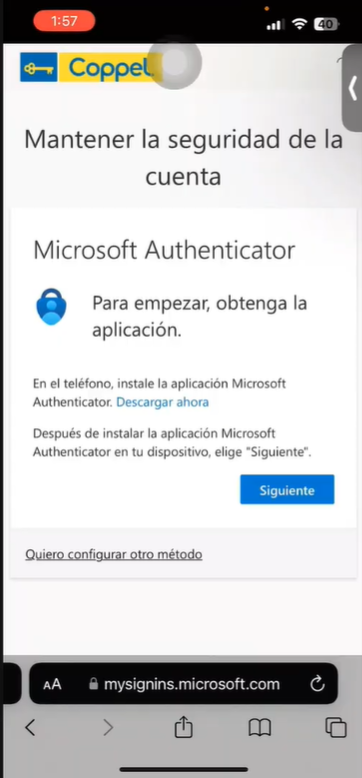 1:57
40
Coppel
Mantener la seguridad de la
cuenta
Microsoft Authenticator
Para empezar, obtenga la
aplicación.
En el teléfono, instale la aplicación Microsoft
Authenticator. Descargar ahora
Después de instalar la aplicación Microsoft
Authenticator en tu dispositivo, elige "Siguiente".
Siguiente
Quiero configurar otro método
AA
mysignins.microsoft.com